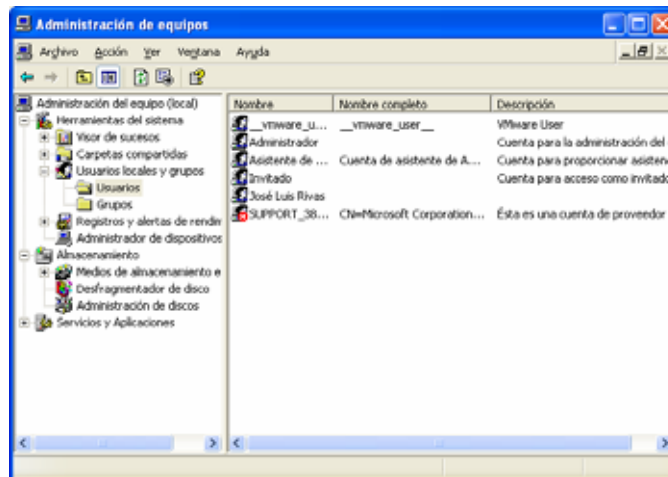 Administración de equipos
Archivo Acción Ver Ventana Ayuda
Administración del equipo (local)
Herramientas del sistema
Visor de sucesos
Carpetas compartidas
Usuarios locales y grupos
Usuarios
Grupos
Registros y alertas de rendir
Administrador de dispositivos
Almacenamiento
Medios de almacenamiento e
Desfragmentador de disco
Administración de discos
Servicios y Aplicaciones
Nombre Nombre completo Descripción
__vmware_u... __vmware_user__ VMware User
Administrador Cuenta para la administración del
Asistente de ... Cuenta de asistente de A... Cuenta para proporcionar asisten
Invitado Cuenta para acceso como invitado
José Luis Rivas
SUPPORT_38... CN=Microsoft Corporation... Ésta es una cuenta de proveedor